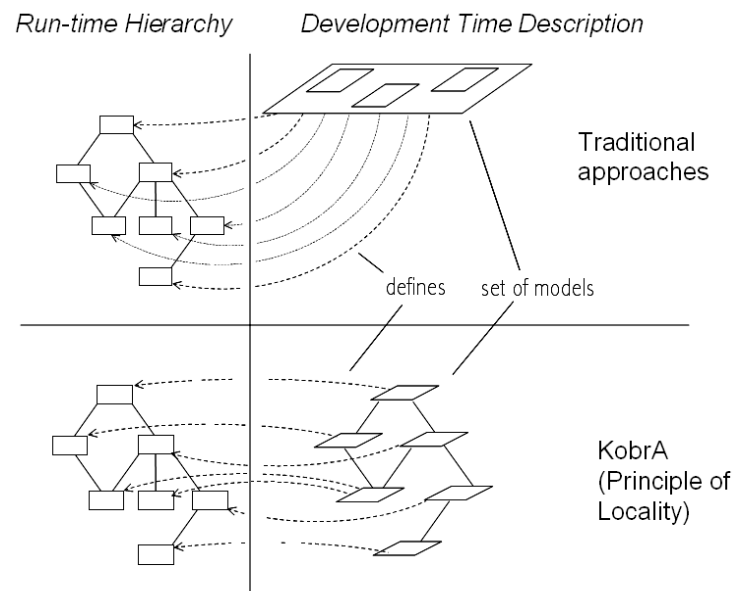 Run-time Hierarchy
Development Time Description
Traditional
approaches
defines
set of models
KobrA
(Principle of
Locality)